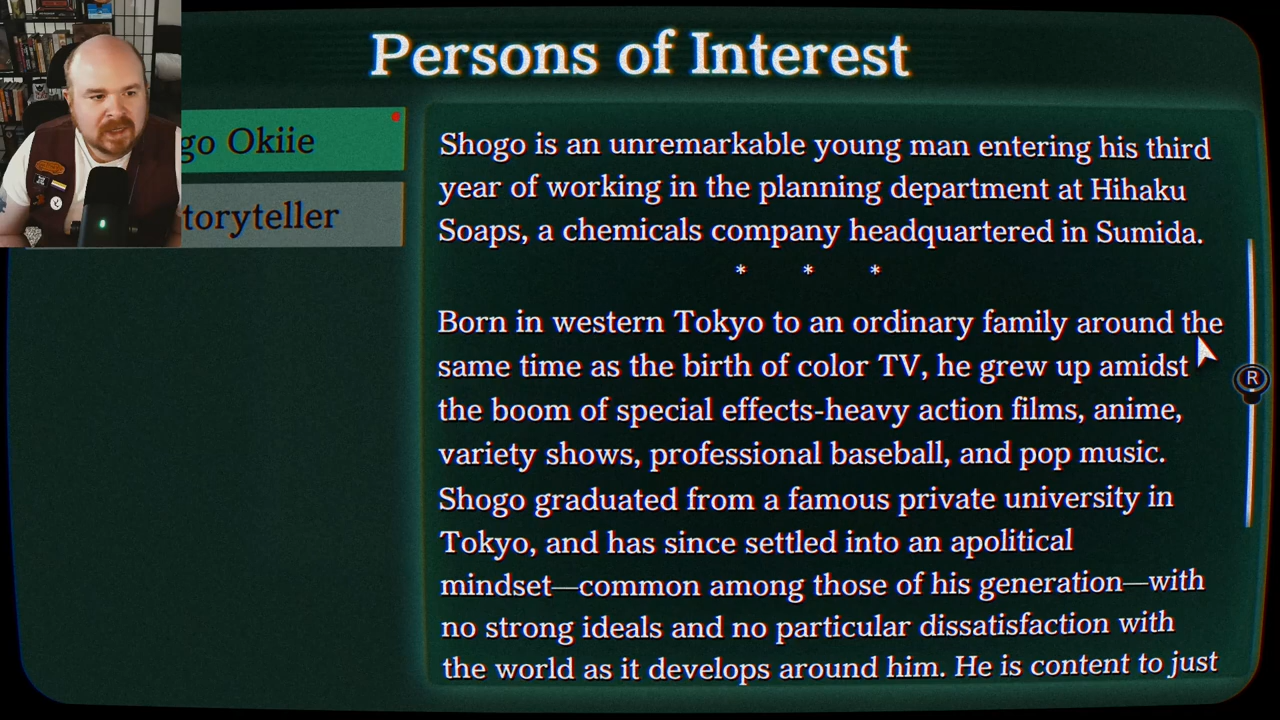 Persons of Interest
go Okiie
toryteller
Shogo is an unremarkable young man entering his third
year of working in the planning department at Hihaku
Soaps, a chemicals company headquartered in Sumida.
* * *
Born in western Tokyo to an ordinary family around the
same time as the birth of color TV, he grew up amidst
the boom of special effects-heavy action films, anime,
variety shows, professional baseball, and pop music.
Shogo graduated from a famous private university in
Tokyo, and has since settled into an apolitical
mindset—common among those of his generation—with
no strong ideals and no particular dissatisfaction with
the world as it develops around him. He is content to just
R